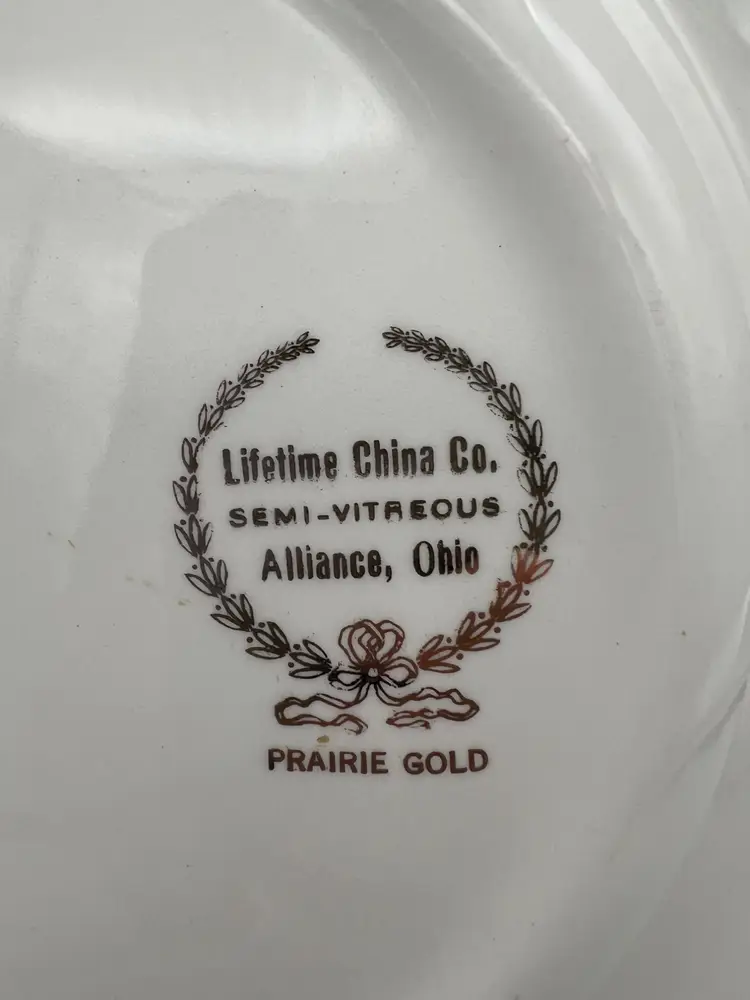 Lifetime China Co.
SEMI-VITREOUS
Alliance, Ohio
PRAIRIE GOLD